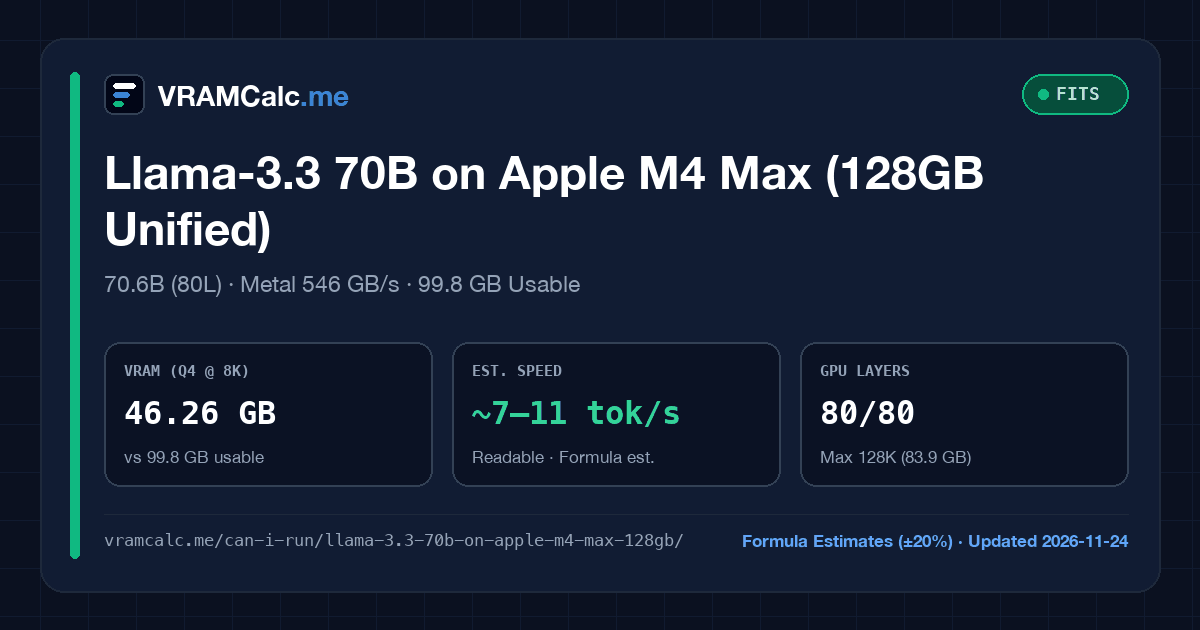 VRAMCalc.me
FITS
Llama-3.3 70B on Apple M4 Max (128GB
Unified)
70.6B (80L) · Metal 546 GB/s · 99.8 GB Usable
VRAM (Q4 @ 8K)
46.26 GB
vs 99.8 GB usable
EST. SPEED
~7–11 tok/s
Readable · Formula est.
GPU LAYERS
80/80
Max 128K (83.9 GB)
vramcalc.me/can-i-run/llama-3.3-70b-on-apple-m4-max-128gb/
Formula Estimates (±20%) · Updated 2026-11-24